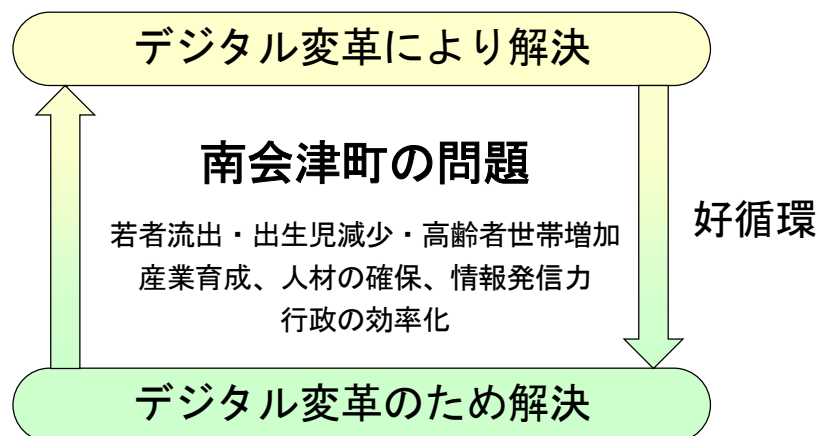 デジタル変革により解決
南会津町の問題
若者流出・出生児減少・高齢者世帯増加
産業育成、人材の確保、情報発信力
行政の効率化
好循環
デジタル変革のため解決